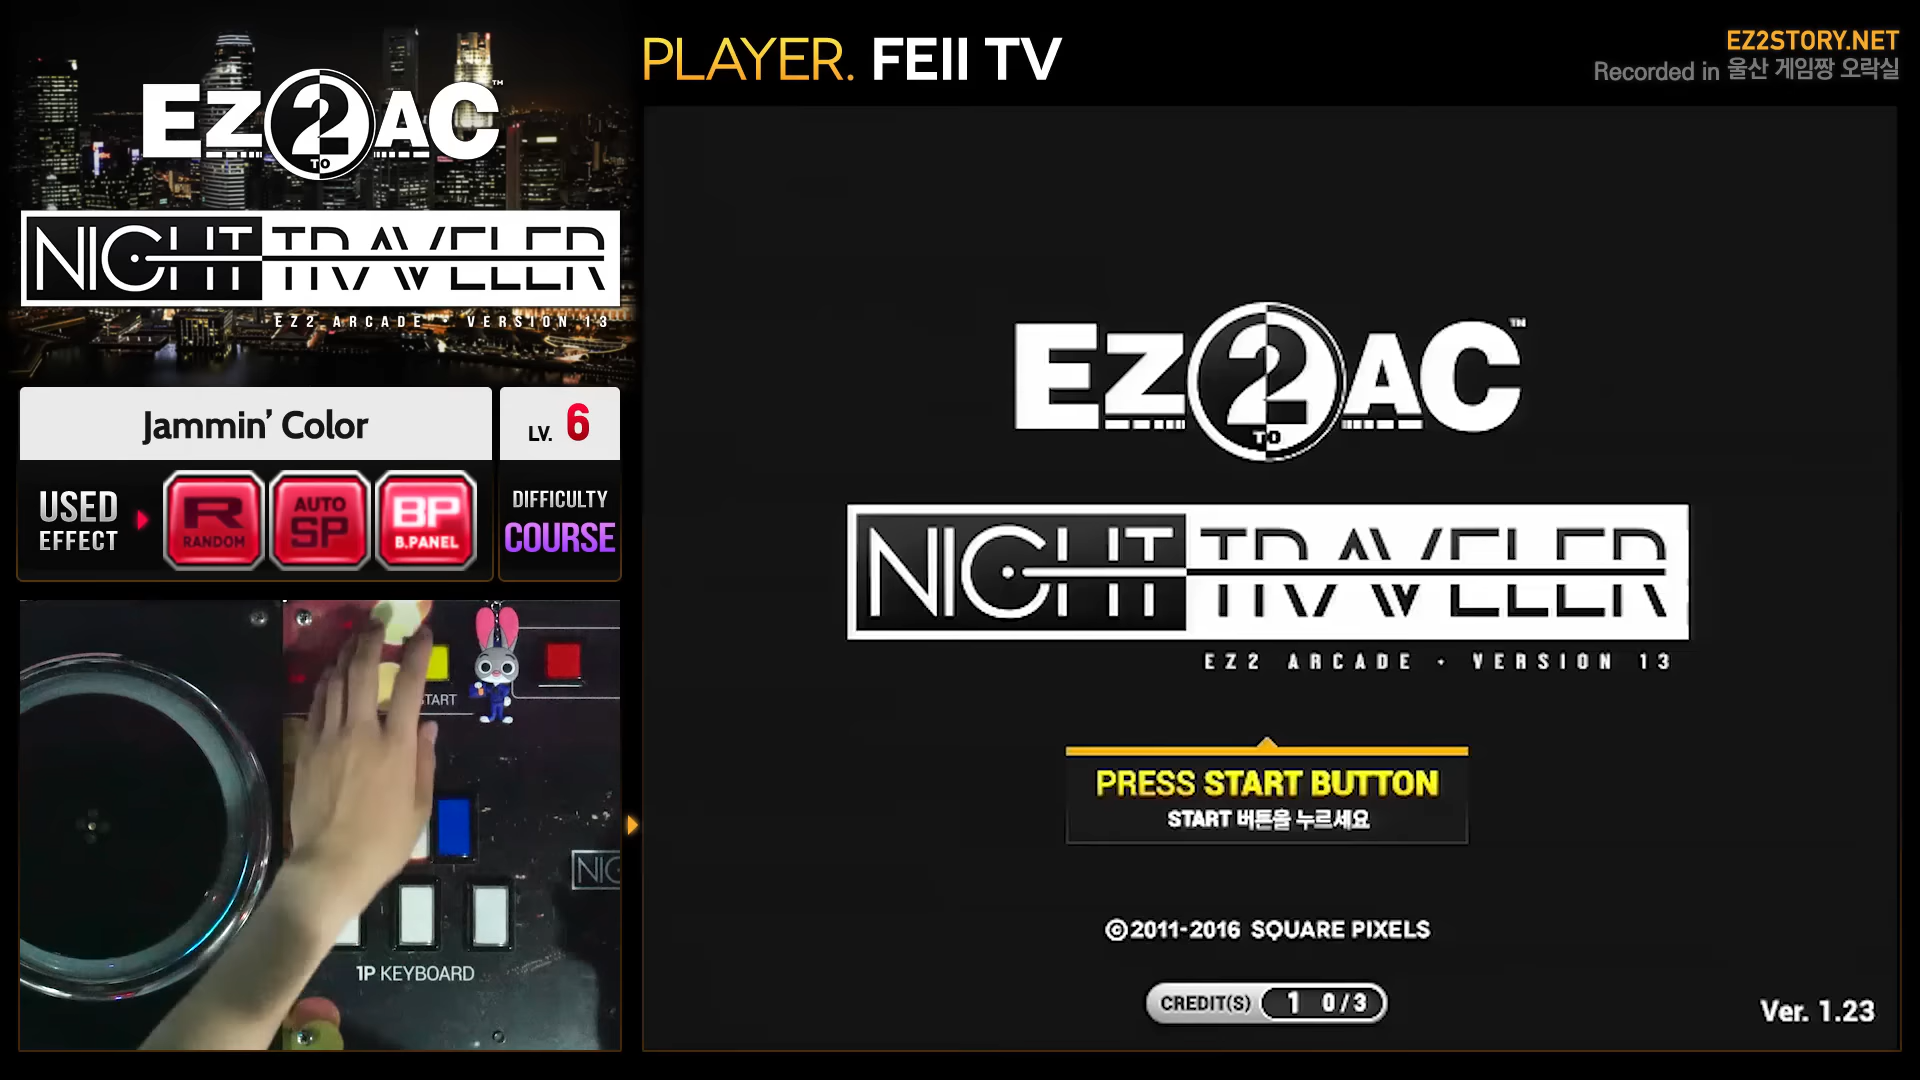 EZ2AC™
TO
NIGHT TRAVELER
EZ2 ARCADE • VERSION 13
Jammin' Color
LV. 6
USED
EFFECT
R
RANDOM
AUTO
SP
BP
B.PANEL
DIFFICULTY
COURSE
START
NIG
1P KEYBOARD
PLAYER. FEII TV
EZ2STORY.NET
Recorded in 울산 게임짱 오락실
EZ2AC™
TO
NIGHT TRAVELER
EZ2 ARCADE • VERSION 13
PRESS START BUTTON
START 버튼을 누르세요
©2011-2016 SQUARE PIXELS
CREDIT(S) 1 0/3
Ver. 1.23